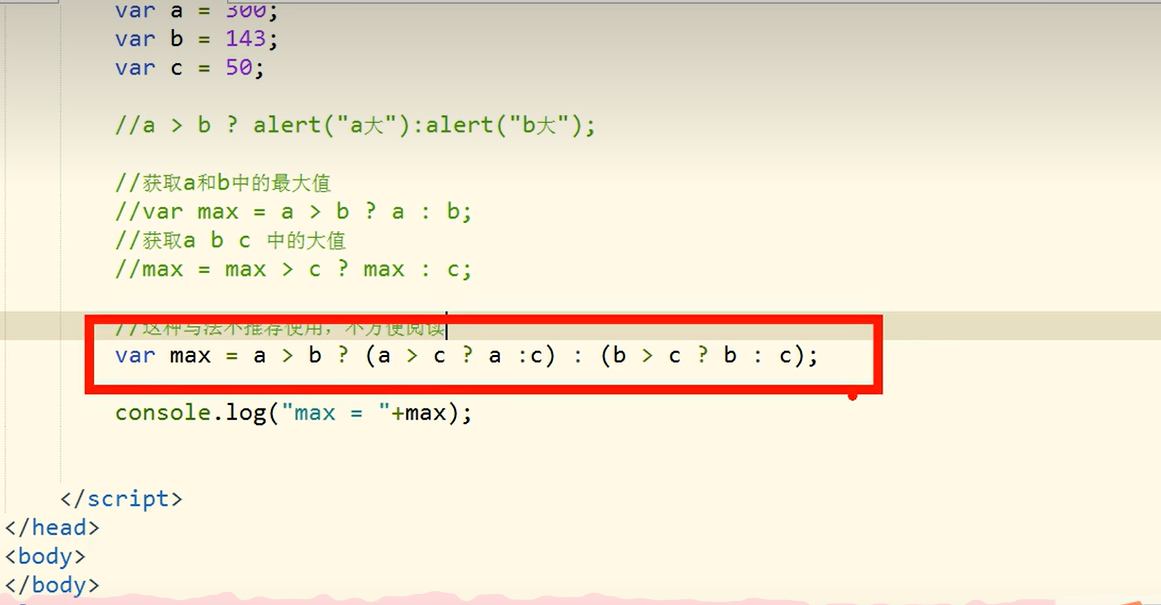 var a = 300;
var b = 143;
var c = 50;
//a > b ? alert("a大"):alert("b大");
//获取a和b中的最大值
//var max = a > b ? a : b;
//获取a b c 中的大值
//max = max > c ? max : c;
//这种写法不推荐使用，不方便阅读
var max = a > b ? (a > c ? a :c) : (b > c ? b : c);
console.log("max = "+max);
</script>
</head>
<body>
</body>